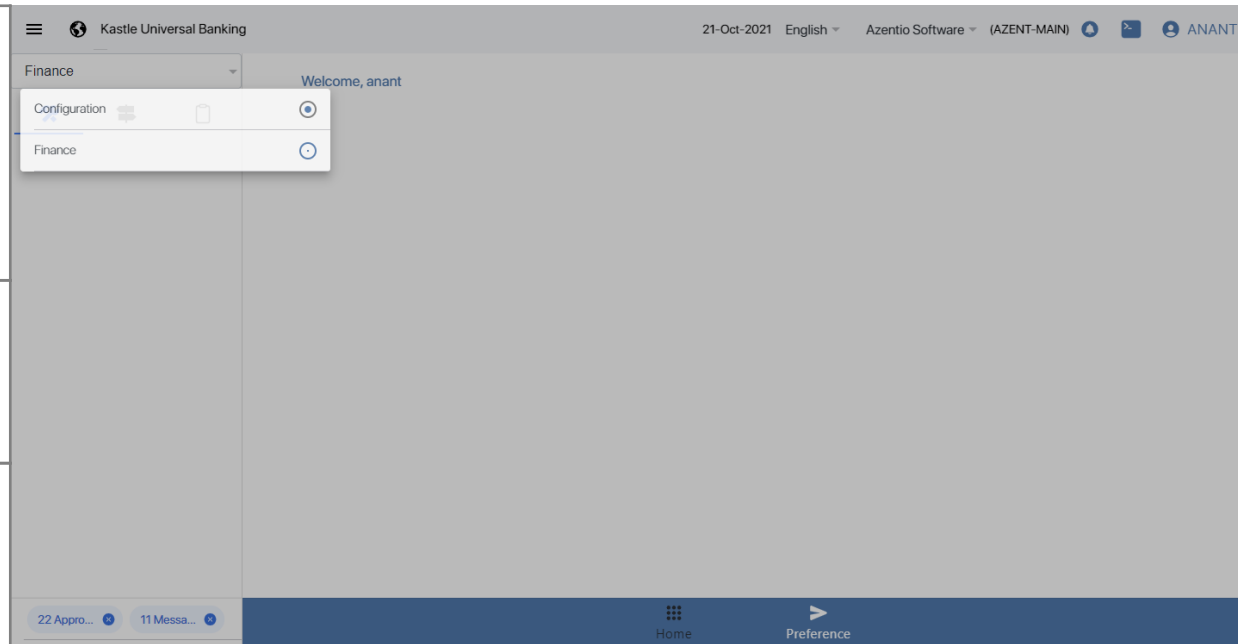 Kastle Universal Banking 21-Oct-2021 English Azentio Software (AZENT-MAIN) ANANT
Finance
Welcome, anant
Configuration
Finance
22 Appro... 11 Messa...
Home Preference